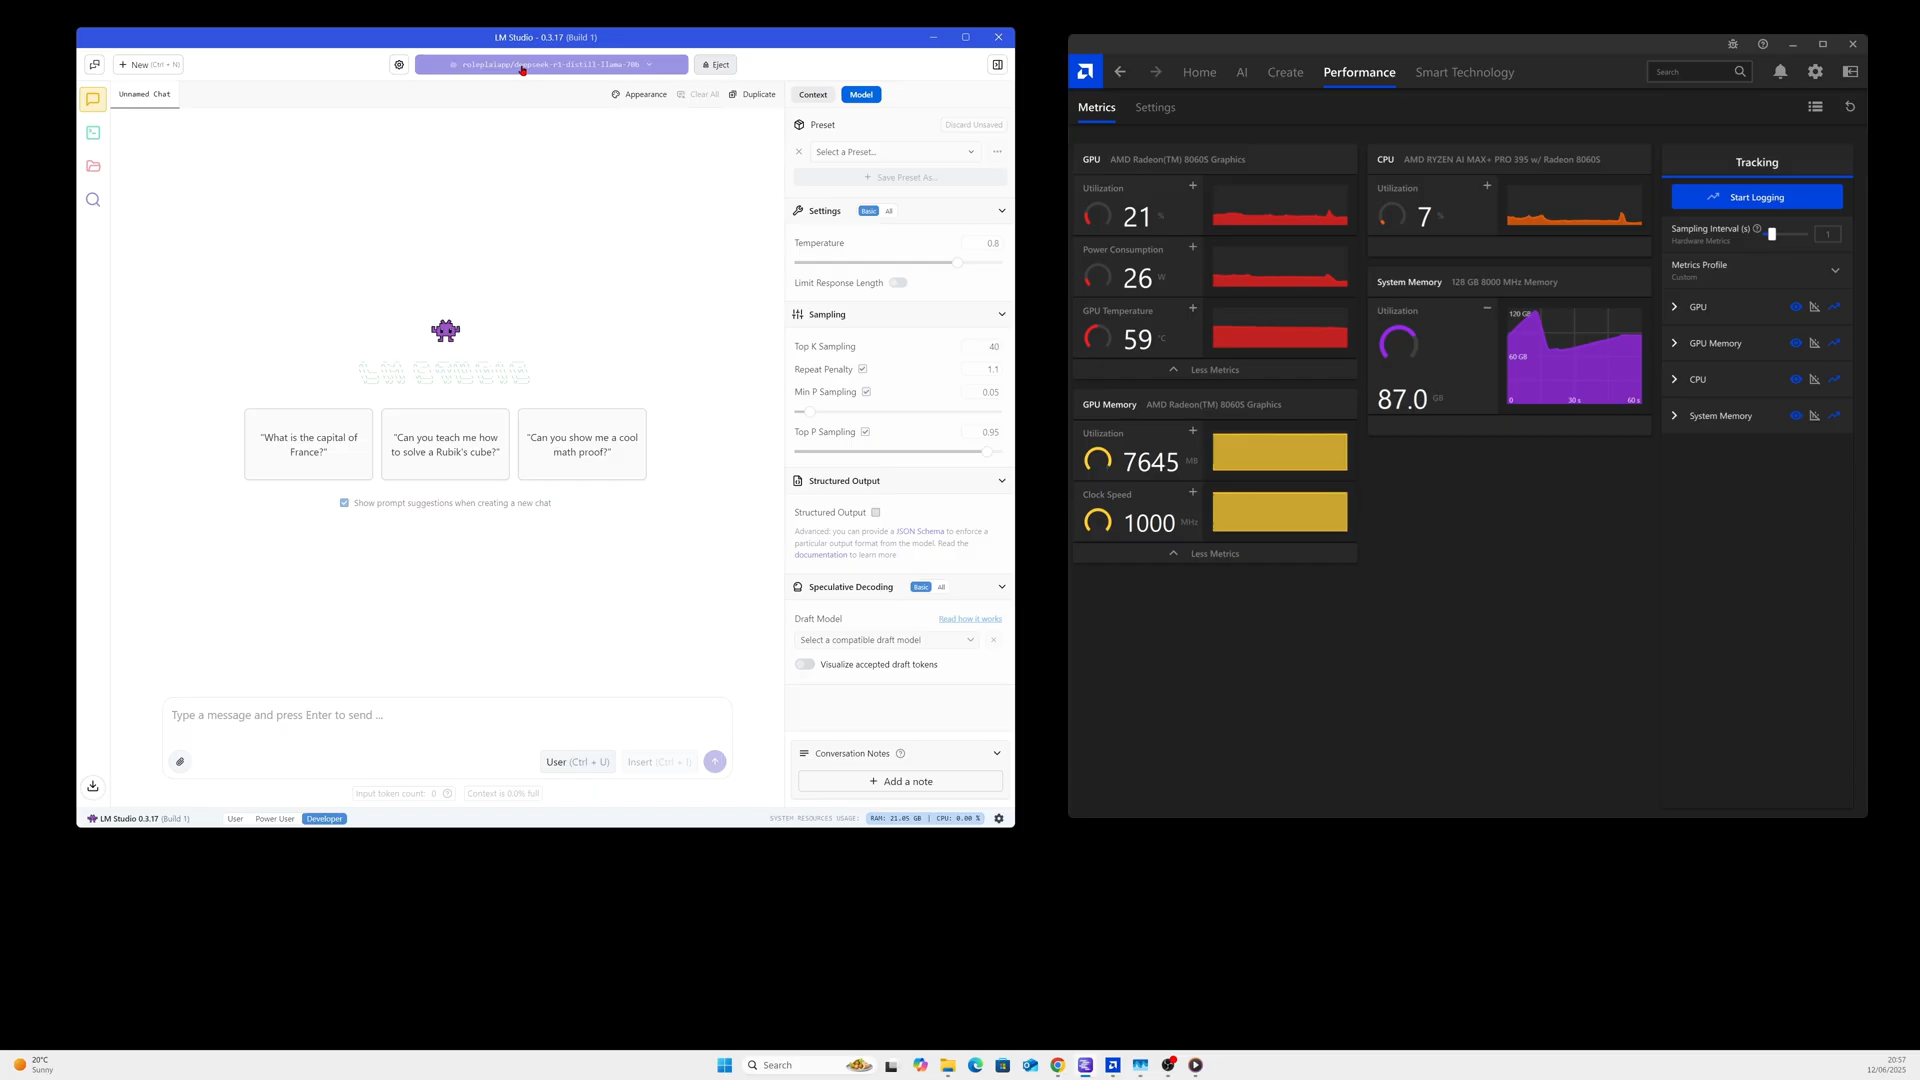 LM Studio - 0.3.17 (Build 1)
New (Ctrl + N)
roleplaiapp/deepseek-r1-distill-llama-70b
Eject
Unnamed Chat
Appearance
Clear All
Duplicate
Context
Model
Preset
Discard Unsaved
Select a Preset...
Save Preset As...
Settings
Basic
All
Temperature
0.8
Limit Response Length
Sampling
Top K Sampling
40
Repeat Penalty
1.1
Min P Sampling
0.05
Top P Sampling
0.95
Structured Output
Structured Output
Advanced: you can provide a JSON Schema to enforce a
particular output format from the model. Read the
documentation to learn more
Speculative Decoding
Basic
All
Draft Model
Read how it works
Select a compatible draft model
Visualize accepted draft tokens
Conversation Notes
Add a note
LM Studio
"What is the capital of
France?"
"Can you teach me how
to solve a Rubik's cube?"
"Can you show me a cool
math proof?"
Show prompt suggestions when creating a new chat
Type a message and press Enter to send ...
User (Ctrl + U)
Insert (Ctrl + I)
Input token count: 0
Context is 0.0% full
LM Studio 0.3.17 (Build 1)
User
Power User
Developer
SYSTEM RESOURCES USAGE:
RAM: 21.05 GB | CPU: 0.00 %
Home
AI
Create
Performance
Smart Technology
Search
Metrics
Settings
GPU AMD Radeon(TM) 8060S Graphics
Utilization
21 %
Power Consumption
26 W
GPU Temperature
59 °C
Less Metrics
GPU Memory AMD Radeon(TM) 8060S Graphics
Utilization
7645 MB
Clock Speed
1000 MHz
Less Metrics
CPU AMD RYZEN AI MAX+ PRO 395 w/ Radeon 8060S
Utilization
7 %
System Memory 128 GB 8000 MHz Memory
Utilization
87.0 GB
120 GB
60 GB
0
30 s
60 s
Tracking
Start Logging
Sampling Interval (s)
Hardware Metrics
1
Metrics Profile
Custom
GPU
GPU Memory
CPU
System Memory
20°C
Sunny
Search
20:57
12/06/2025